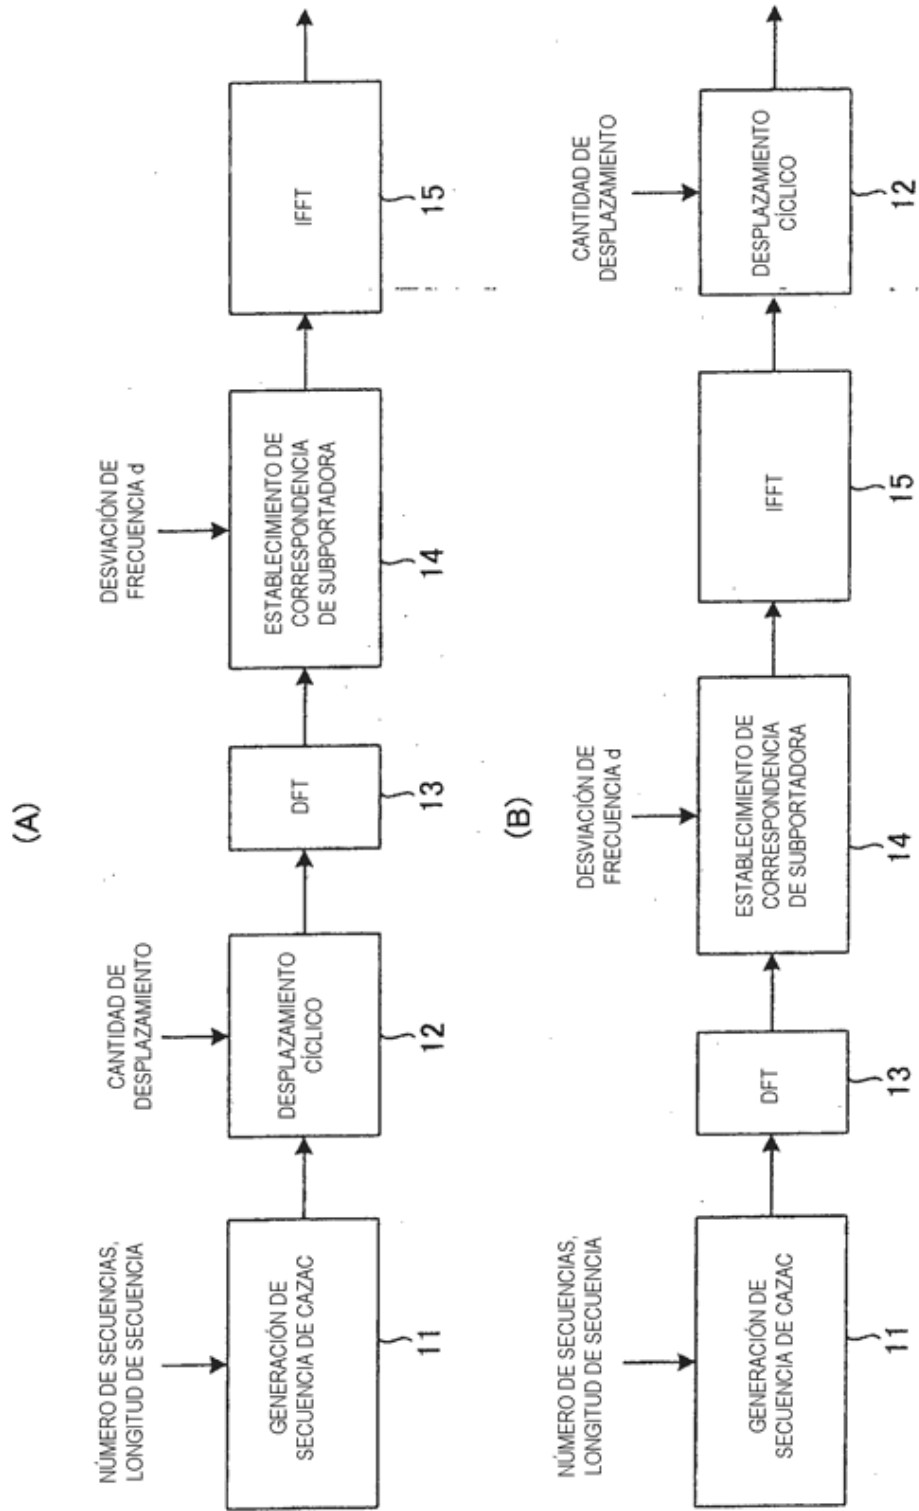 (A)
NÚMERO DE SECUENCIAS,
LONGITUD DE SECUENCIA
GENERACIÓN DE
SECUENCIA DE CAZAC
11
CANTIDAD DE
DESPLAZAMIENTO
DESPLAZAMIENTO
CÍCLICO
12
DFT
13
DESVIACIÓN DE
FRECUENCIA d
ESTABLECIMIENTO DE
CORRESPONDENCIA
DE SUBPORTADORA
14
IFFT
15
(B)
NÚMERO DE SECUENCIAS,
LONGITUD DE SECUENCIA
GENERACIÓN DE
SECUENCIA DE CAZAC
11
DFT
13
DESVIACIÓN DE
FRECUENCIA d
ESTABLECIMIENTO DE
CORRESPONDENCIA
DE SUBPORTADORA
14
IFFT
15
CANTIDAD DE
DESPLAZAMIENTO
DESPLAZAMIENTO
CÍCLICO
12